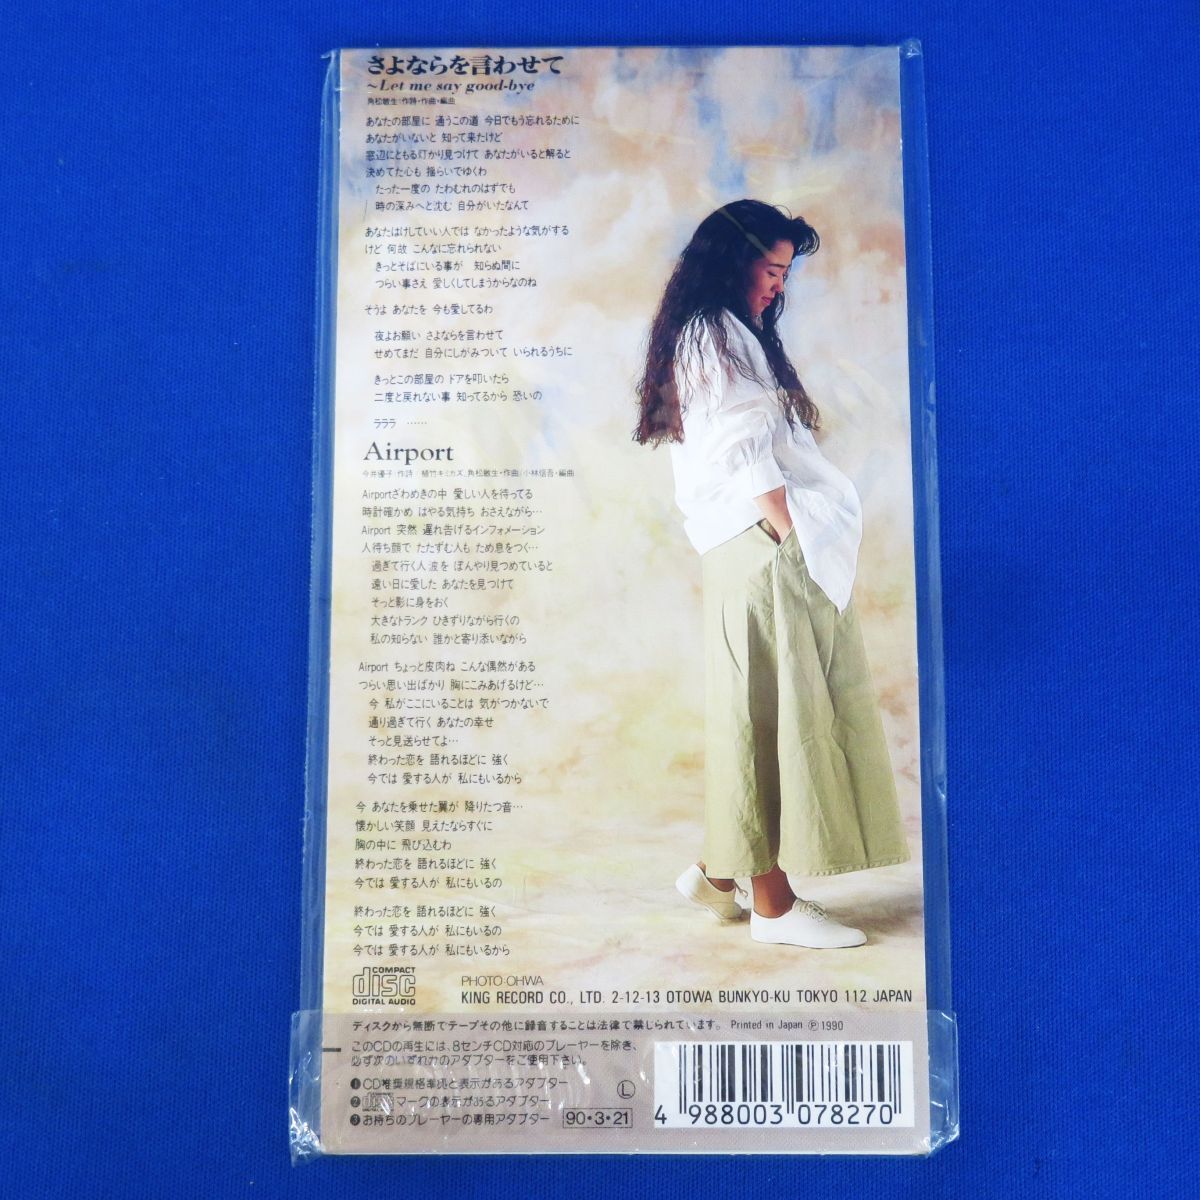 さよならを言わせて
~Let me say good-bye
角松敏生:作詩・作曲・編曲
あなたの部屋に 通うこの道 今日でもう忘れるために
あなたがいないと 知って来たけど
窓辺にともる灯かり見つけて あなたがいると解ると
決めてた心も 揺らいでゆくわ
たった一度の たわむれのはずでも
時の深みへと沈む 自分がいたなんて
あなたはけしていい人では なかったような気がする
けど 何故 こんなに忘れられない
きっとそばにいる事が 知らぬ間に
つらい事さえ 愛しくしてしまうからなのね
そうよ あなたを 今も愛してるわ
夜よお願い さよならを言わせて
せめてまだ 自分にしがみついて いられるうちに
きっとこの部屋の ドアを叩いたら
二度と戻れない事 知ってるから 恐いの
ラララ ……
Airport
今井優子:作詩/植竹キミカズ、角松敏生・作曲/小林信吾・編曲
Airportざわめきの中 愛しい人を待ってる
時計確かめ はやる気持ち おさえながら…
Airport 突然 遅れ告げるインフォメーション
人待ち顔で たたずむ人も ため息をつく…
過ぎて行く人波を ぼんやり見つめていると
遠い日に愛した あなたを見つけて
そっと影に身をおく
大きなトランク ひきずりながら行くの
私の知らない 誰かと寄り添いながら
Airport ちょっと皮肉ね こんな偶然がある
つらい思い出ばかり 胸にこみあげるけど…
今 私がここにいることは 気がつかないで
通り過ぎて行く あなたの幸せ
そっと見送らせてよ…
終わった恋を 語れるほどに 強く
今では 愛する人が 私にもいるから
今 あなたを乗せた翼が 降りたつ音…
懐かしい笑顔 見えたならすぐに
胸の中に 飛び込むわ
終わった恋を 語れるほどに 強く
今では 愛する人が 私にもいるの
終わった恋を 語れるほどに 強く
今では 愛する人が 私にもいるの
今では 愛する人が 私にもいるから
COMPACT disc DIGITAL AUDIO
PHOTO・OHWA
KING RECORD CO., LTD. 2-12-13 OTOWA BUNKYO-KU TOKYO 112 JAPAN
ディスクから無断でテープその他に録音することは法律で禁じられています。 Printed in Japan ℗1990
このCDの再生には、8センチCD対応のプレーヤーを除き、
必ず次のいずれかのアダプターをご使用下さい。
❶CD推奨規格準拠と表示があるアダプター
❷ マークの表示があるアダプター
❸お持ちのプレーヤーの専用アダプター
Ⓛ
90・3・21
4 988003 078270